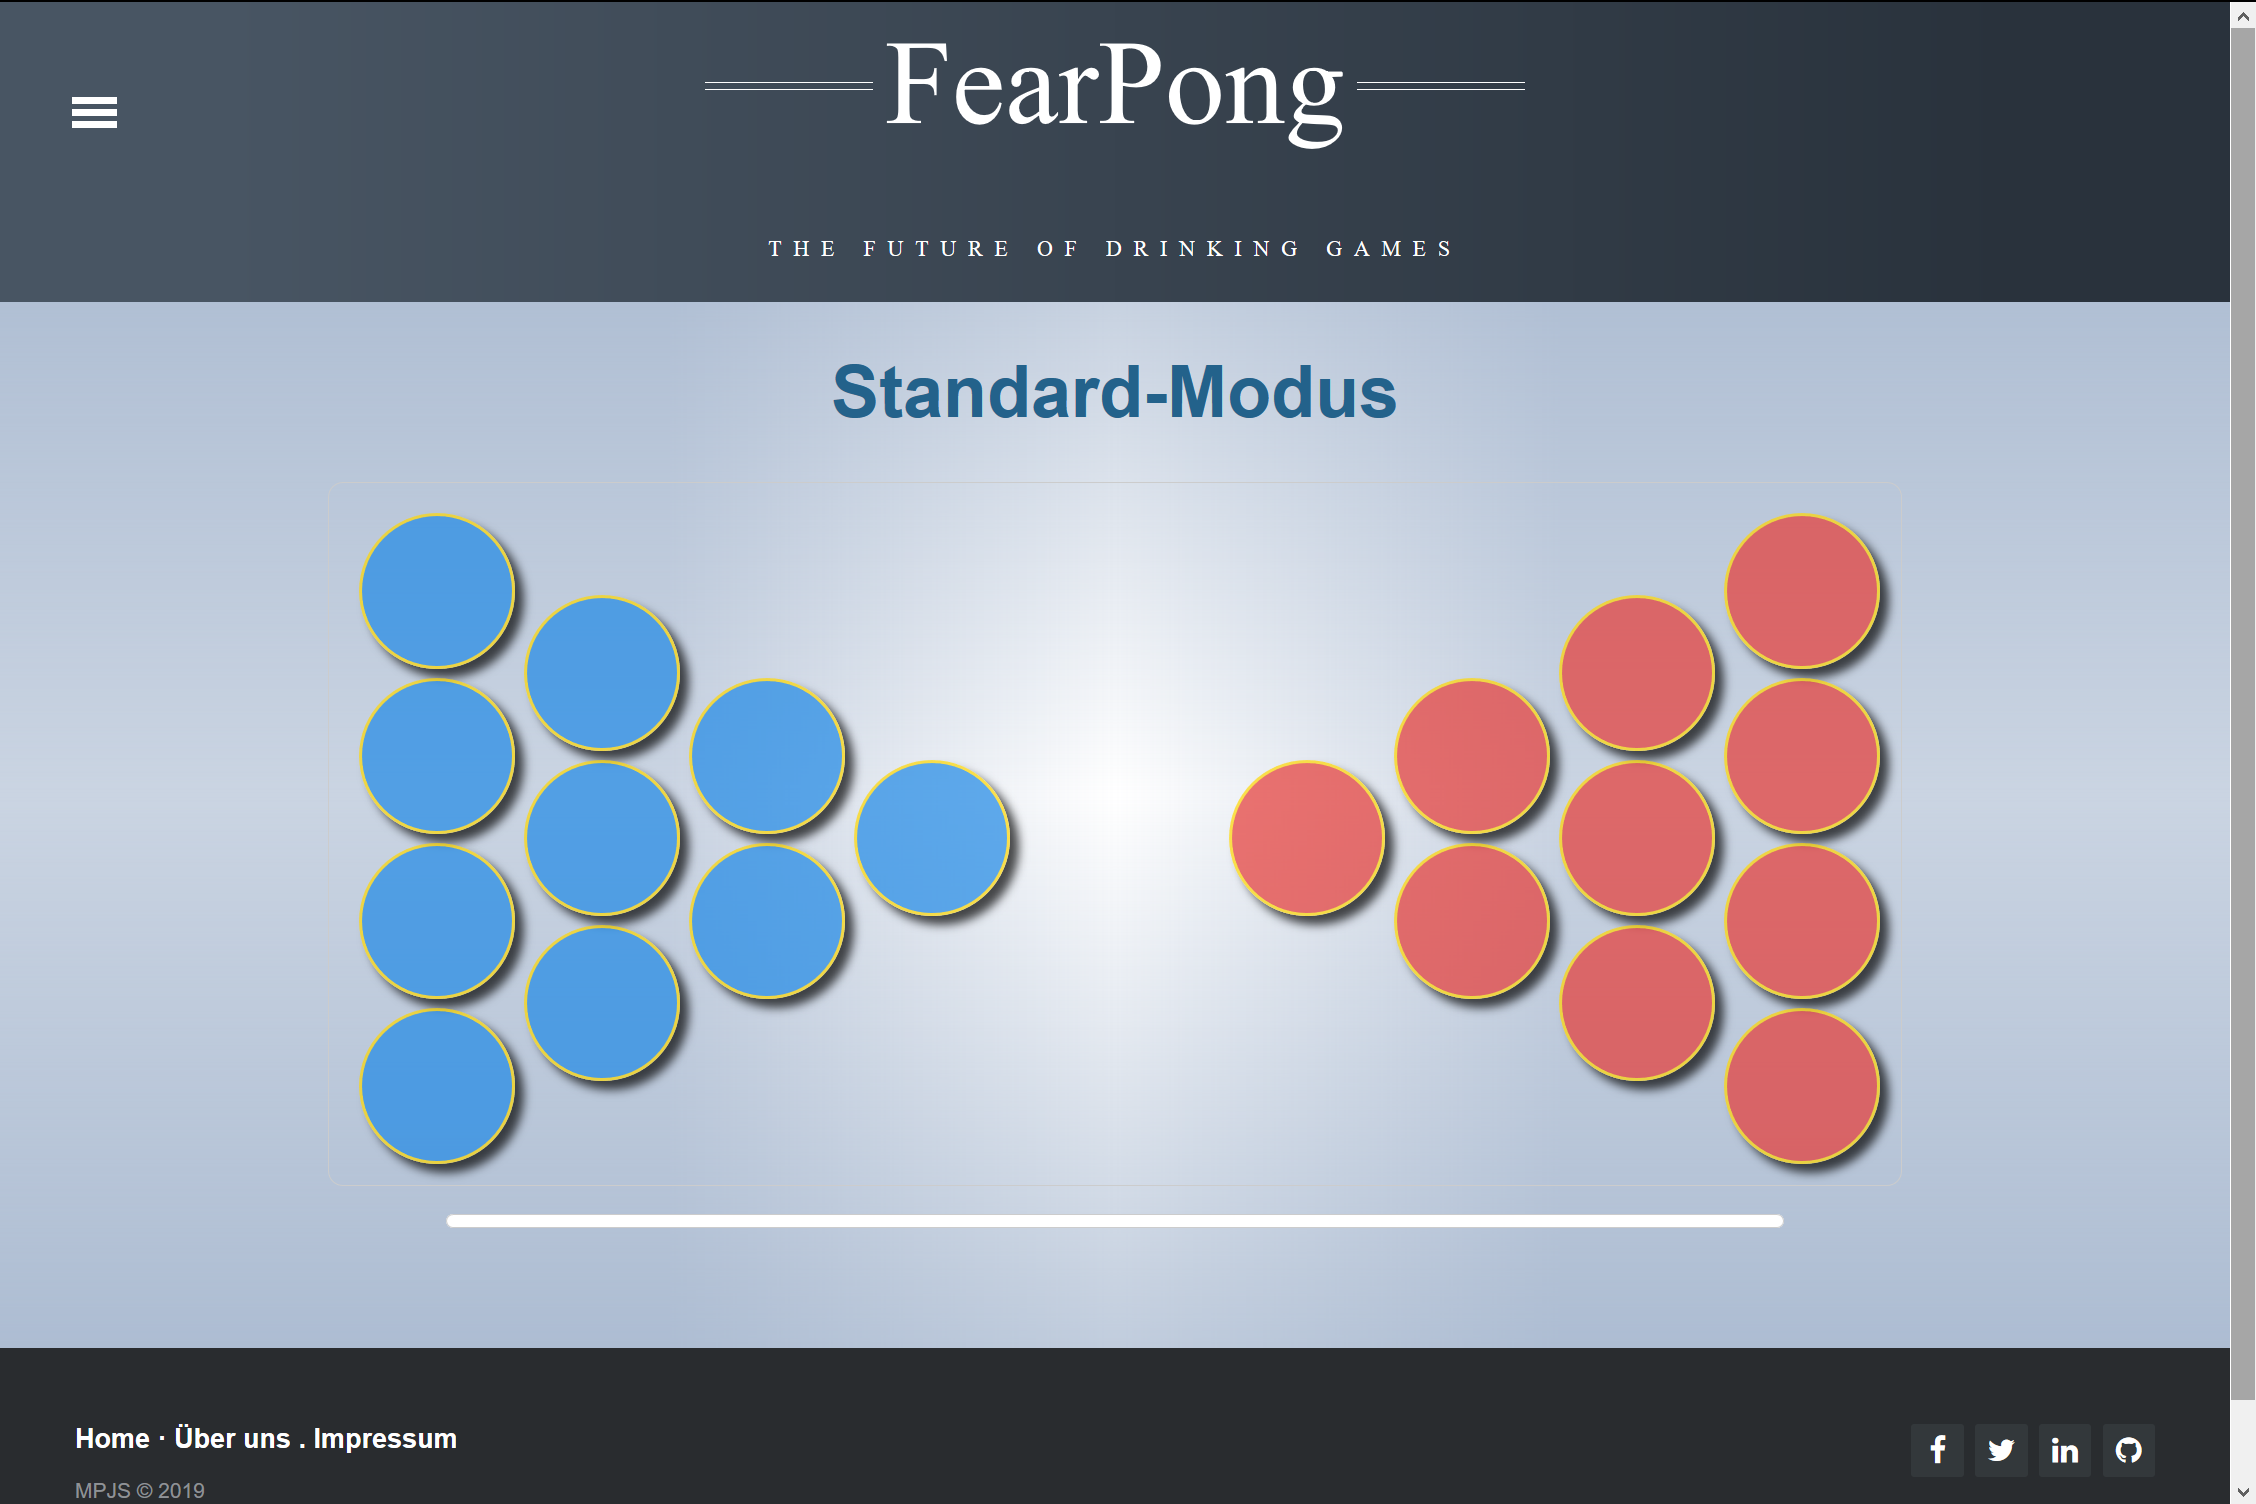 FearPong
THE FUTURE OF DRINKING GAMES
Standard-Modus
Home · Über uns . Impressum
MPJS © 2019